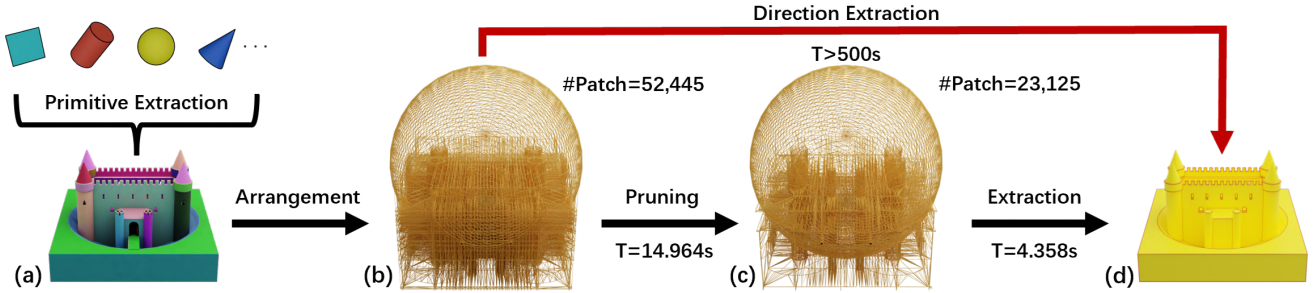 Direction Extraction
T>500s
Primitive Extraction
#Patch=52,445
#Patch=23,125
Arrangement
Pruning
Extraction
T=14.964s
T=4.358s
(a)
(b)
(c)
(d)